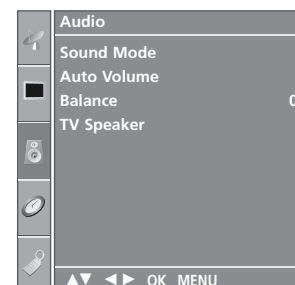 Audio
Sound Mode
Auto Volume
Balance 0
TV Speaker
▲▼ ◄► OK MENU